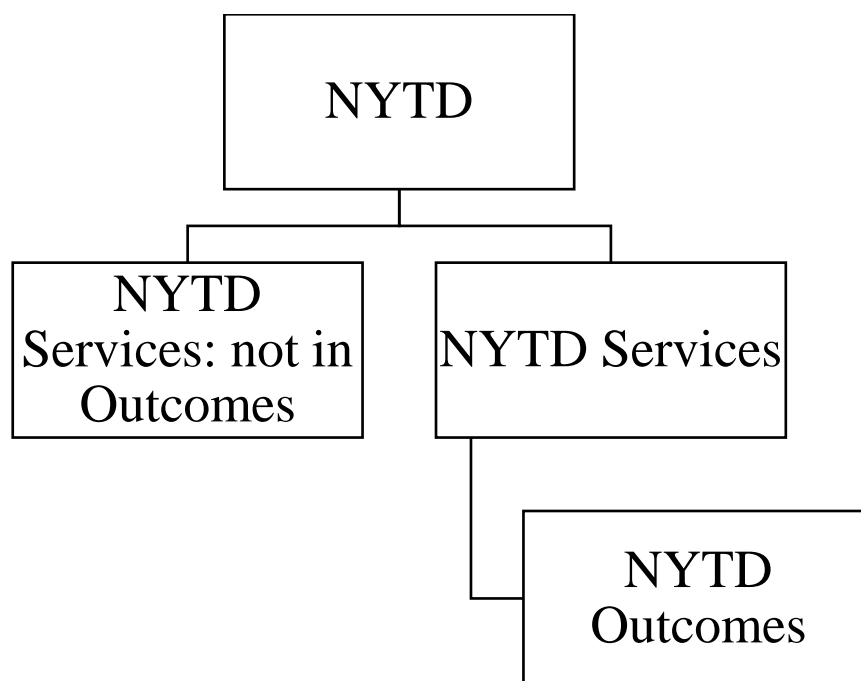 NYTD
NYTD
Services: not in
Outcomes
NYTD Services
NYTD
Outcomes